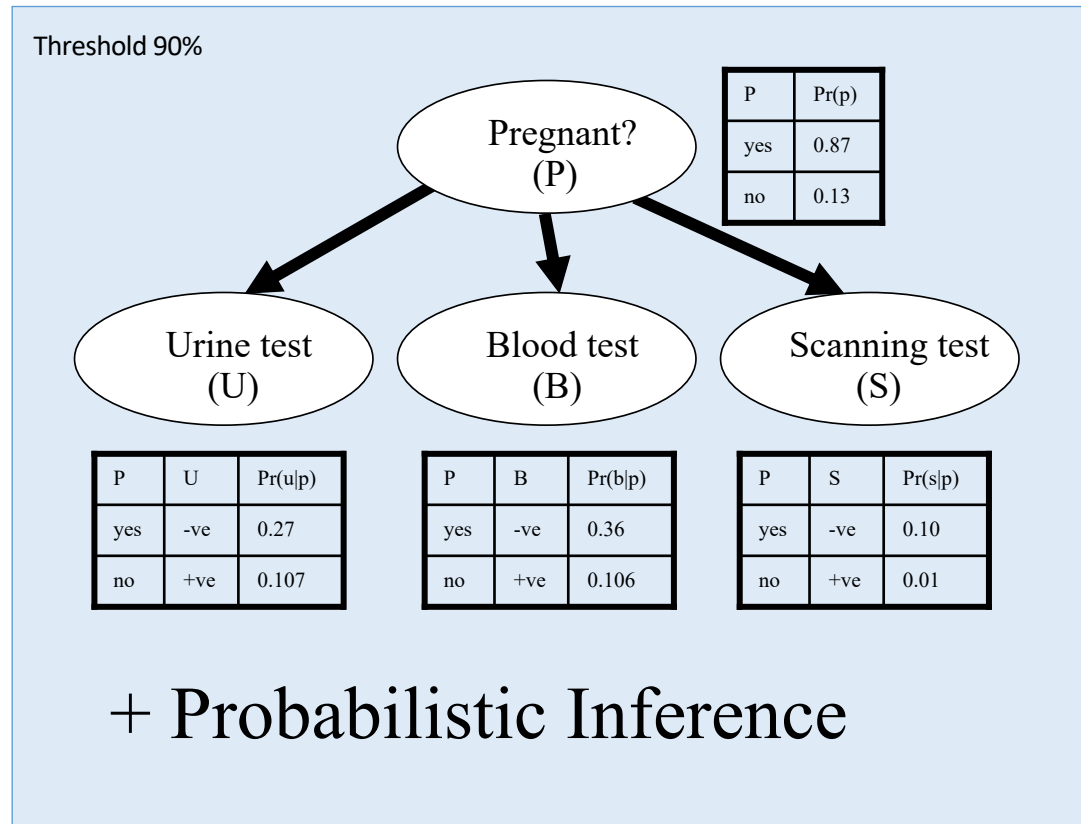 Threshold 90%
Pregnant?
(P)
P Pr(p)
yes 0.87
no 0.13
Urine test
(U)
Blood test
(B)
Scanning test
(S)
P U Pr(u|p)
yes -ve 0.27
no +ve 0.107
P B Pr(b|p)
yes -ve 0.36
no +ve 0.106
P S Pr(s|p)
yes -ve 0.10
no +ve 0.01
+ Probabilistic Inference